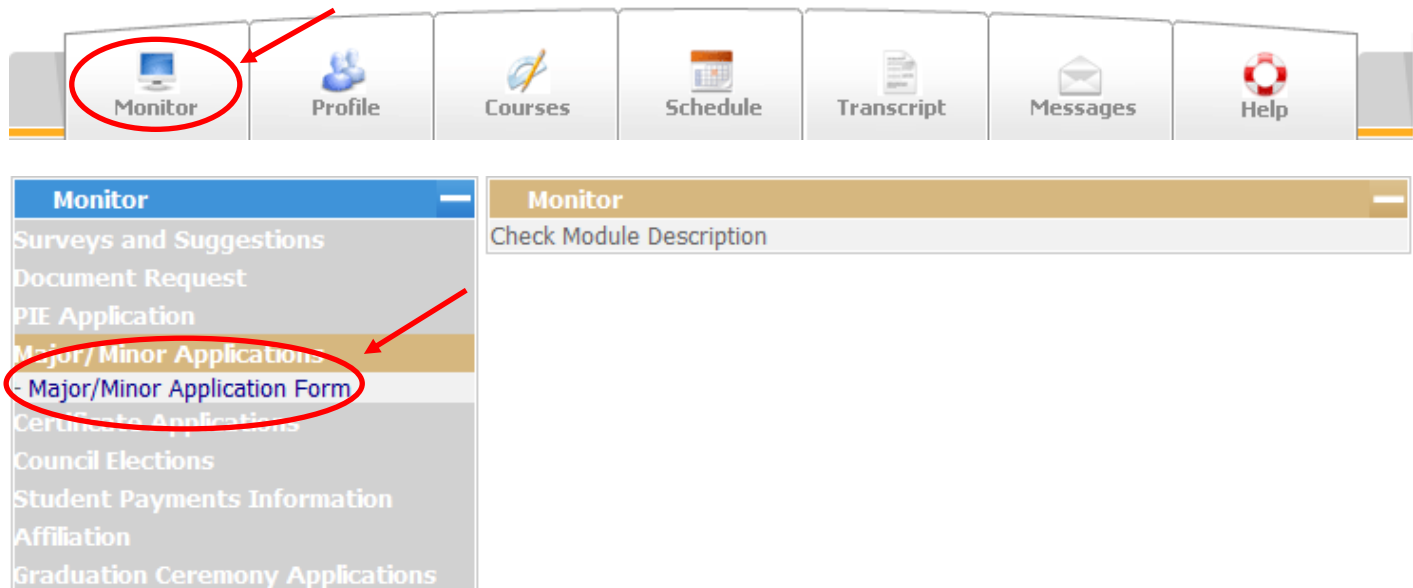 Monitor Profile Courses Schedule Transcript Messages Help
Monitor
Surveys and Suggestions
Document Request
PIE Application
Major/Minor Applications
- Major/Minor Application Form
Certificate Applications
Council Elections
Student Payments Information
Affiliation
Graduation Ceremony Applications
Monitor
Check Module Description